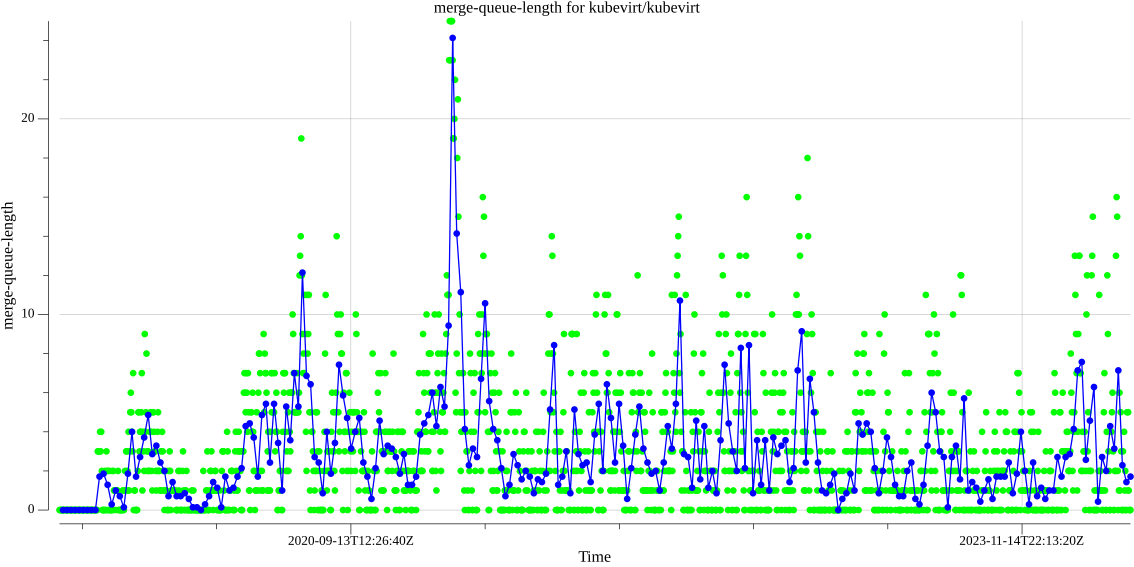 merge-queue-length for kubevirt/kubevirt
merge-queue-length
20
10
0
2020-09-13T12:26:40Z
2023-11-14T22:13:20Z
Time